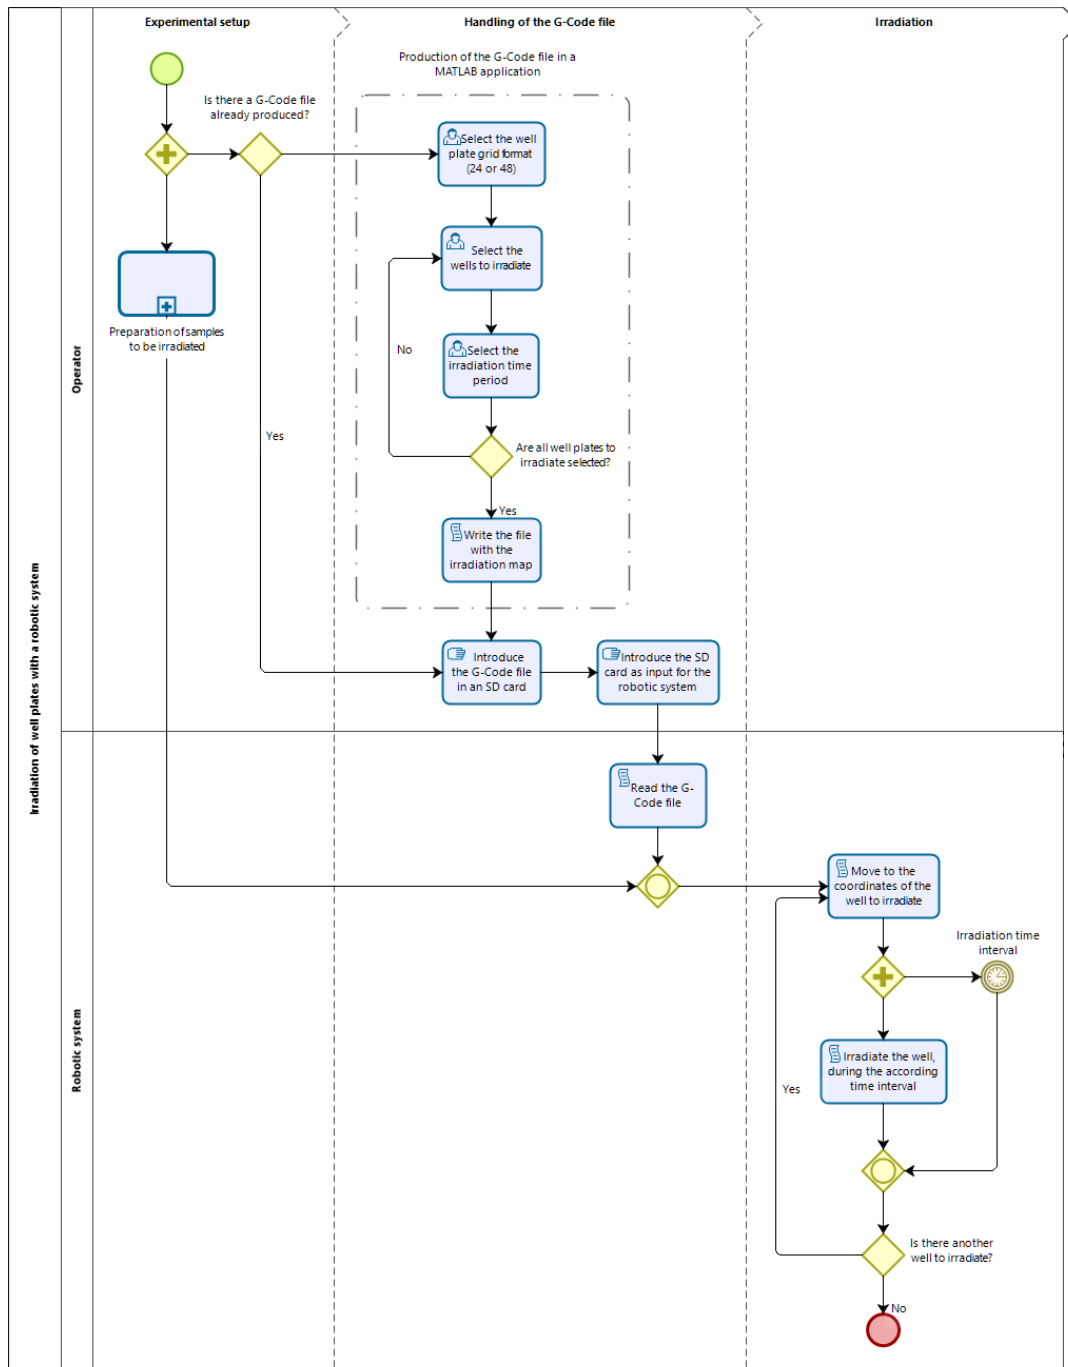 Experimental setup
Handling of the G-Code file
Irradiation
Irradiation of well plates with a robotic system
Operator
Production of the G-Code file in a
MATLAB application
Is there a G-Code file
already produced?
Select the well
plate grid format
(24 or 48)
Select the
wells to irradiate
Preparation of samples
to be irradiated
No
Select the
irradiation time
period
Yes
Are all well plates to
irradiate selected?
Yes
Write the file
with the
irradiation map
Introduce
the G-Code file
in an SD card
Introduce the SD
card as input for the
robotic system
Robotic system
Read the G-
Code file
Move to the
coordinates of the
well to irradiate
Irradiation time
interval
Irradiate the well,
during the according
time interval
Yes
Is there another
well to irradiate?
No